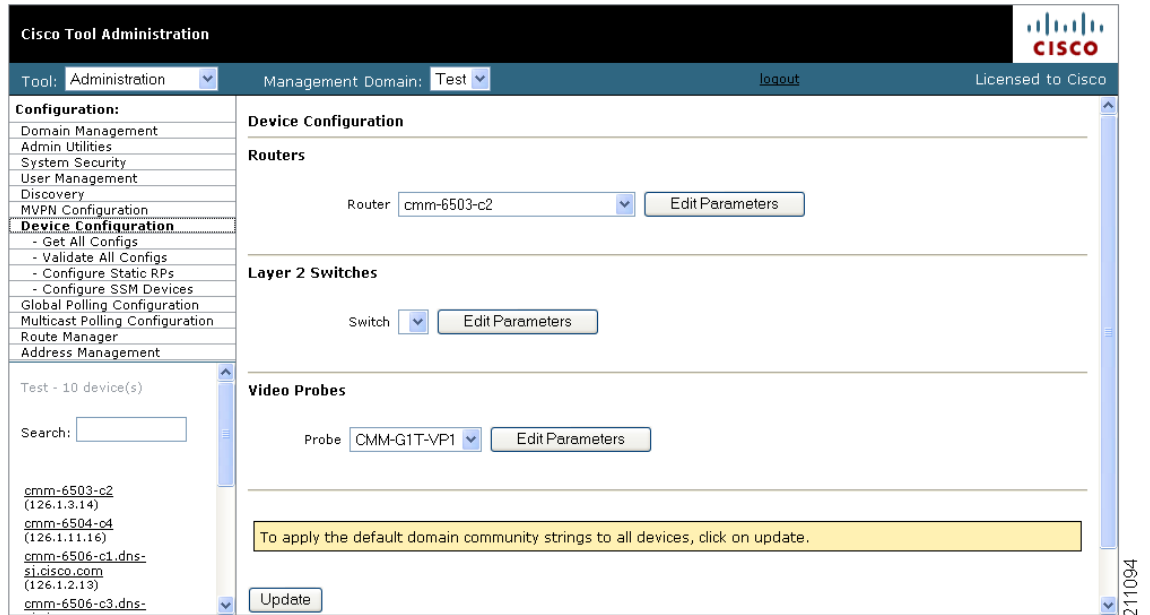 Cisco Tool Administration
CISCO
Tool: Administration Management Domain: Test logout Licensed to Cisco
Configuration:
Domain Management
Admin Utilities
System Security
User Management
Discovery
MVPN Configuration
Device Configuration
- Get All Configs
- Validate All Configs
- Configure Static RPs
- Configure SSM Devices
Global Polling Configuration
Multicast Polling Configuration
Route Manager
Address Management
Test - 10 device(s)
Search:
cmm-6503-c2
(126.1.3.14)
cmm-6504-c4
(126.1.11.16)
cmm-6506-c1.dns-
sj.cisco.com
(126.1.2.13)
cmm-6506-c3.dns-
Device Configuration
Routers
Router cmm-6503-c2 Edit Parameters
Layer 2 Switches
Switch Edit Parameters
Video Probes
Probe CMM-G1T-VP1 Edit Parameters
To apply the default domain community strings to all devices, click on update.
Update
211094